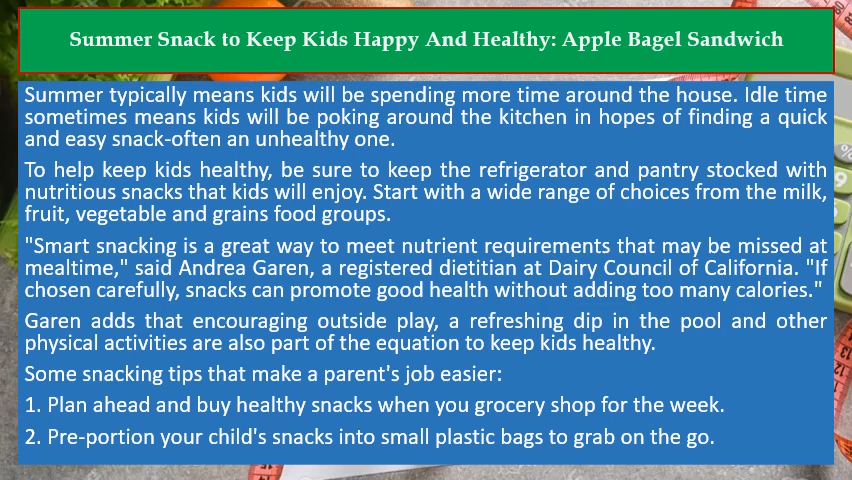 Summer Snack to Keep Kids Happy And Healthy: Apple Bagel Sandwich
Summer typically means kids will be spending more time around the house. Idle time
sometimes means kids will be poking around the kitchen in hopes of finding a quick
and easy snack-often an unhealthy one.
To help keep kids healthy, be sure to keep the refrigerator and pantry stocked with
nutritious snacks that kids will enjoy. Start with a wide range of choices from the milk,
fruit, vegetable and grains food groups.
"Smart snacking is a great way to meet nutrient requirements that may be missed at
mealtime," said Andrea Garen, a registered dietitian at Dairy Council of California. "If
chosen carefully, snacks can promote good health without adding too many calories."
Garen adds that encouraging outside play, a refreshing dip in the pool and other
physical activities are also part of the equation to keep kids healthy.
Some snacking tips that make a parent's job easier:
1. Plan ahead and buy healthy snacks when you grocery shop for the week.
2. Pre-portion your child's snacks into small plastic bags to grab on the go.